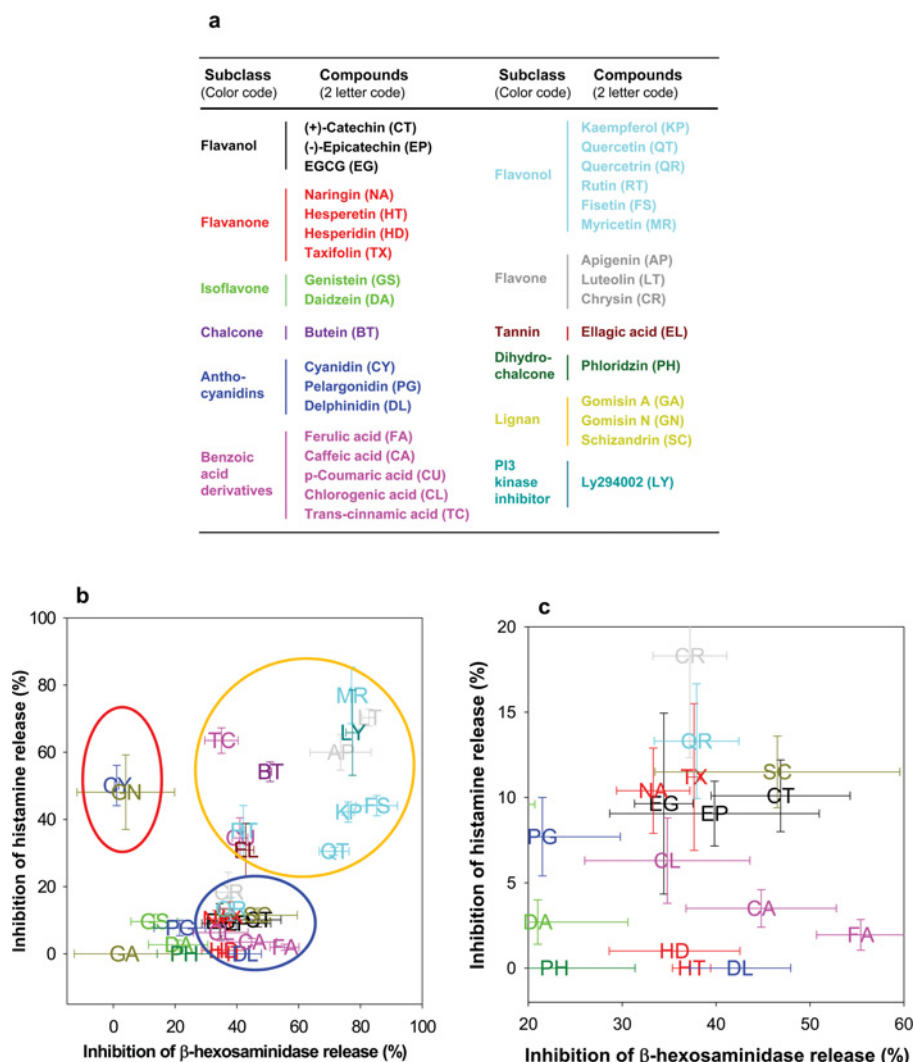 a
Subclass
(Color code)
Compounds
(2 letter code)
Subclass
(Color code)
Compounds
(2 letter code)
Flavanol
(+)-Catechin (CT)
(-)-Epicatechin (EP)
EGCG (EG)
Flavanone
Naringin (NA)
Hesperetin (HT)
Hesperidin (HD)
Taxifolin (TX)
Isoflavone
Genistein (GS)
Daidzein (DA)
Chalcone
Butein (BT)
Antho-
cyanidins
Cyanidin (CY)
Pelargonidin (PG)
Delphinidin (DL)
Benzoic
acid
derivatives
Ferulic acid (FA)
Caffeic acid (CA)
p-Coumaric acid (CU)
Chlorogenic acid (CL)
Trans-cinnamic acid (TC)
Flavonol
Kaempferol (KP)
Quercetin (QT)
Quercetrin (QR)
Rutin (RT)
Fisetin (FS)
Myricetin (MR)
Flavone
Apigenin (AP)
Luteolin (LT)
Chrysin (CR)
Tannin
Ellagic acid (EL)
Dihydro-
chalcone
Phloridzin (PH)
Lignan
Gomisin A (GA)
Gomisin N (GN)
Schizandrin (SC)
PI3
kinase
inhibitor
Ly294002 (LY)
b
Inhibition of histamine release (%)
100
80
60
40
20
0
MR
LT
LY
TC
AP
BT
CY
GN
FS
KP
RT
CU
EL
QT
CR
GS
PG
DA
CA
FA
GA
PH
HD
DL
0 20 40 60 80 100
Inhibition of β-hexosaminidase release (%)
c
Inhibition of histamine release (%)
20
15
10
5
0
CR
QR
SC
TX
NA
CT
EG
EP
PG
CL
CA
DA
FA
HD
PH
HT
DL
20 30 40 50 60
Inhibition of β-hexosaminidase release (%)